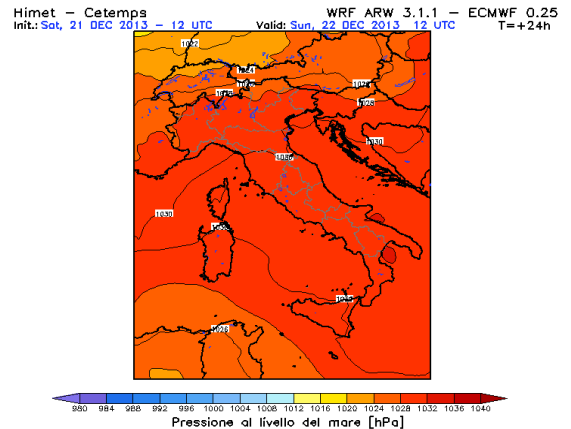 Himet – Cetemps WRF ARW 3.1.1 – ECMWF 0.25
Init.: Sat, 21 DEC 2013 – 12 UTC Valid: Sun, 22 DEC 2013 12 UTC T=+24h
1022
1024
1028
1030
1030
1026
980 984 988 992 996 1000 1004 1008 1012 1016 1020 1024 1028 1032 1036 1040
Pressione al livello del mare [hPa]